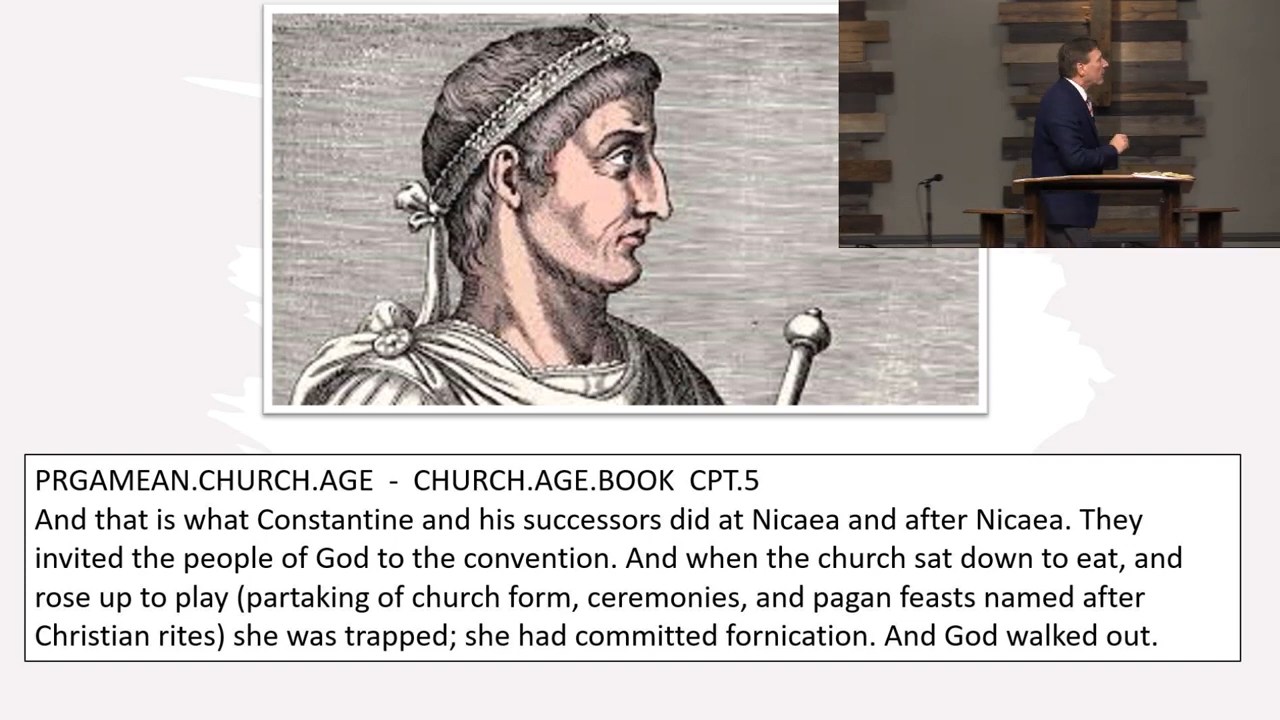 PRGAMEAN.CHURCH.AGE - CHURCH.AGE.BOOK CPT.5
And that is what Constantine and his successors did at Nicaea and after Nicaea. They
invited the people of God to the convention. And when the church sat down to eat, and
rose up to play (partaking of church form, ceremonies, and pagan feasts named after
Christian rites) she was trapped; she had committed fornication. And God walked out.